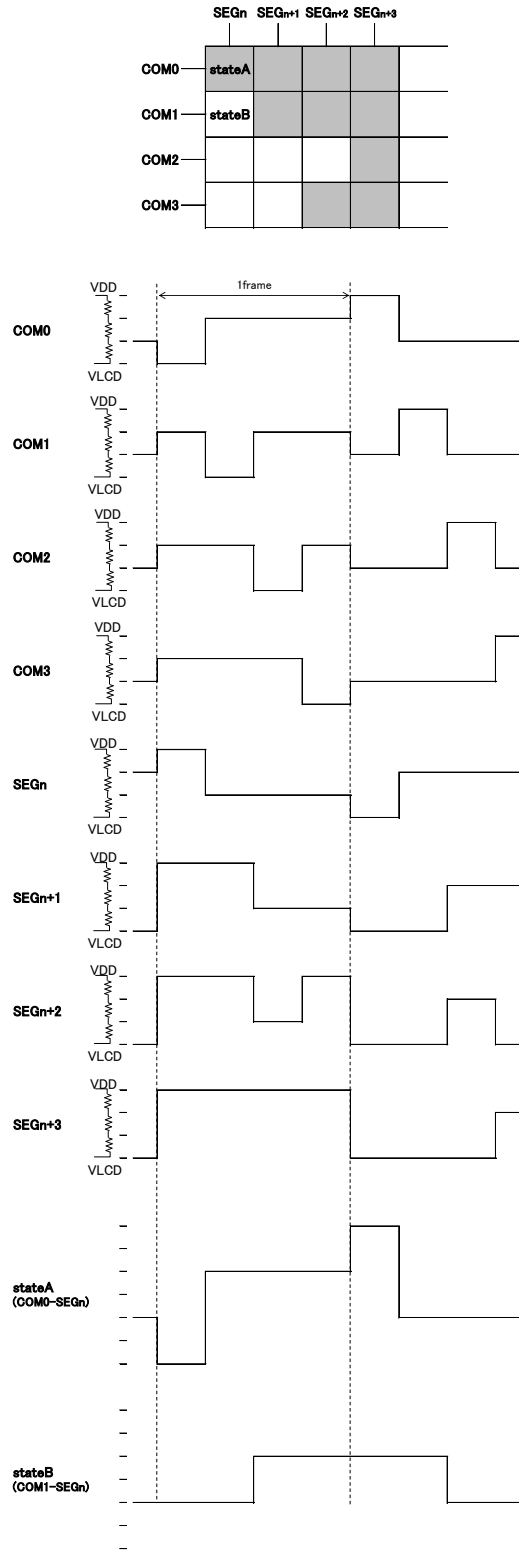 SEGn SEGn+1 SEGn+2 SEGn+3
COM0 stateA
COM1 stateB
COM2
COM3
VDD
1frame
COM0
VLCD
VDD
COM1
VLCD
VDD
COM2
VLCD
VDD
COM3
VLCD
VDD
SEGn
VLCD
VDD
SEGn+1
VLCD
VDD
SEGn+2
VLCD
VDD
SEGn+3
VLCD
stateA
(COM0-SEGn)
stateB
(COM1-SEGn)